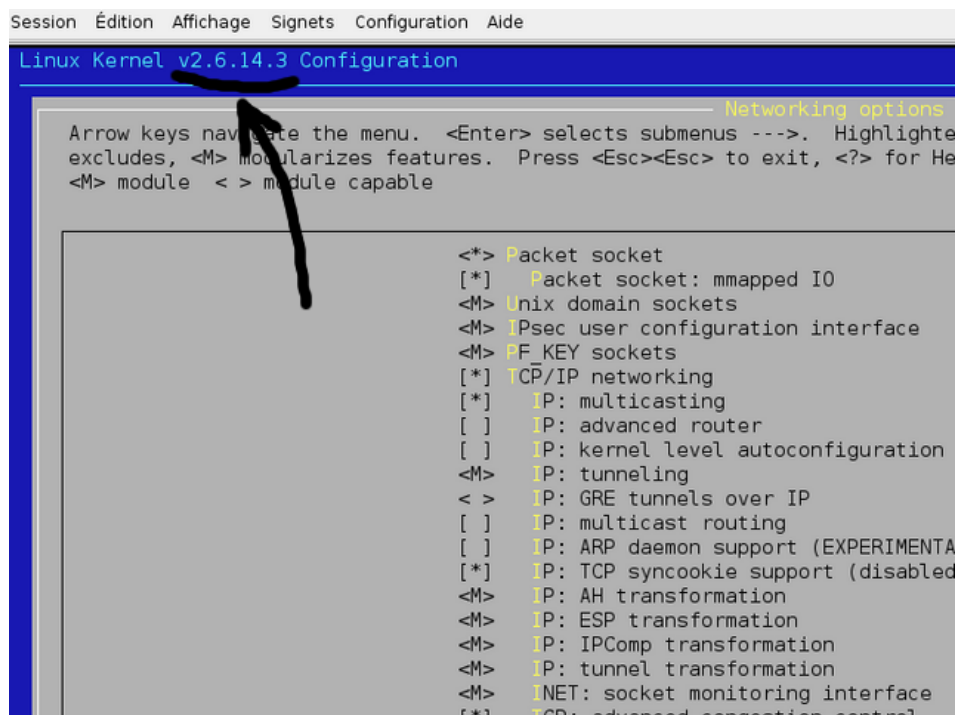 Session Édition Affichage Signets Configuration Aide
Linux Kernel v2.6.14.3 Configuration
Networking options
Arrow keys navigate the menu. <Enter> selects submenus --->. Highlighte
excludes, <M> modularizes features. Press <Esc><Esc> to exit, <?> for He
<M> module < > module capable
<*> Packet socket
[*] Packet socket: mmapped IO
<M> Unix domain sockets
<M> IPsec user configuration interface
<M> PF_KEY sockets
[*] TCP/IP networking
[*] IP: multicasting
[ ] IP: advanced router
[ ] IP: kernel level autoconfiguration
<M> IP: tunneling
< > IP: GRE tunnels over IP
[ ] IP: multicast routing
[ ] IP: ARP daemon support (EXPERIMENTA
[*] IP: TCP syncookie support (disabled
<M> IP: AH transformation
<M> IP: ESP transformation
<M> IP: IPComp transformation
<M> IP: tunnel transformation
<M> INET: socket monitoring interface
[*] TCP: advanced congestion control